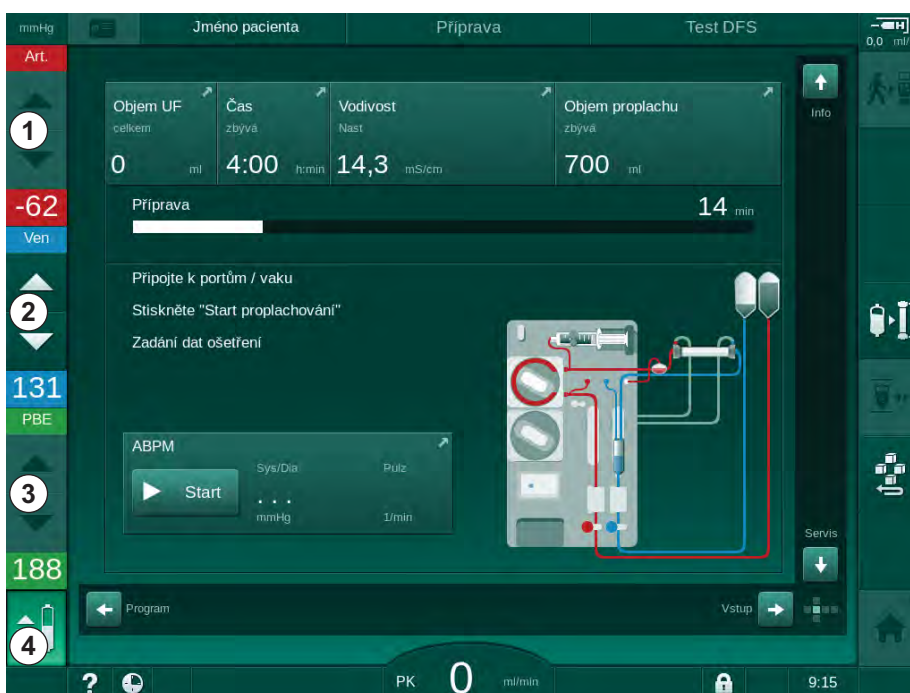 mmHg
Jméno pacienta
Příprava
Test DFS
0,0 ml/
Art.
1
-62
Ven
2
131
PBE
3
188
4
Objem UF
celkem
0 ml
Čas
zbývá
4:00 h:min
Vodivost
Nast
14,3 mS/cm
Objem proplachu
zbývá
700 ml
Info
Příprava
14 min
Připojte k portům / vaku
Stiskněte "Start proplachování"
Zadání dat ošetření
ABPM
Start
Sys/Dia
. . .
mmHg
Pulz
1/min
Servis
Program
Vstup
?
PK 0 ml/min
9:15